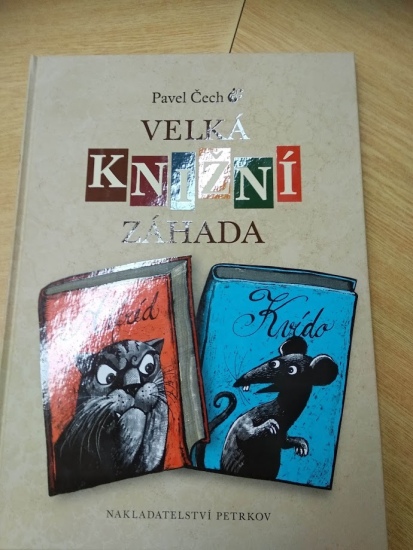 Pavel Čech
VELKÁ
KNIŽNÍ
ZÁHADA
Kvído
NAKLADATELSTVÍ PETRKOV